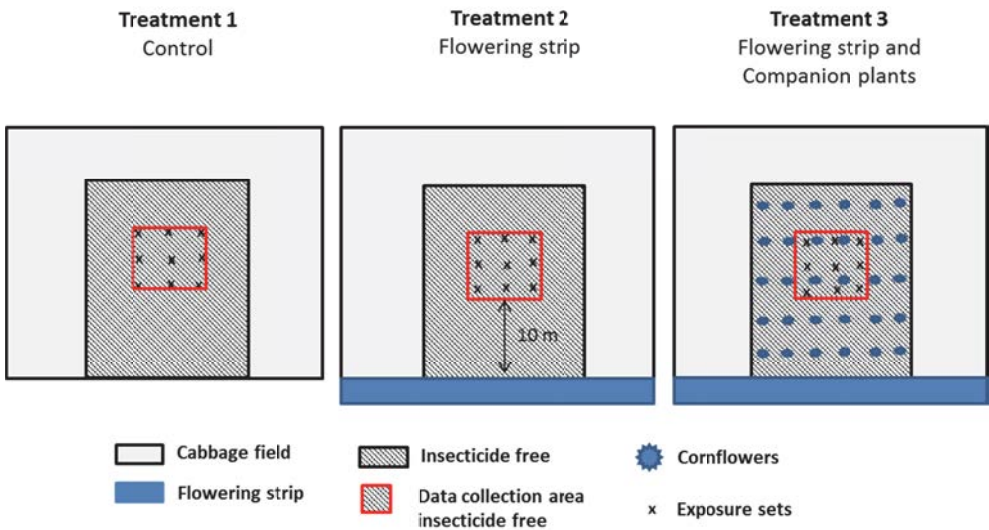 Treatment 1
Control
Treatment 2
Flowering strip
Treatment 3
Flowering strip and
Companion plants
10 m
Cabbage field
Flowering strip
Insecticide free
Data collection area
insecticide free
Cornflowers
x Exposure sets